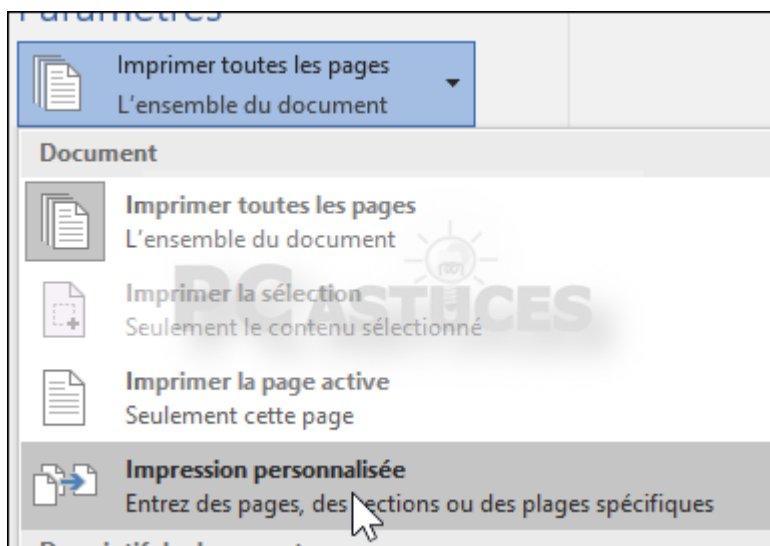 Paramètres
Imprimer toutes les pages
L'ensemble du document
Document
Imprimer toutes les pages
L'ensemble du document
Imprimer la sélection
Seulement le contenu sélectionné
PC ASTUCES
Imprimer la page active
Seulement cette page
Impression personnalisée
Entrez des pages, des sections ou des plages spécifiques